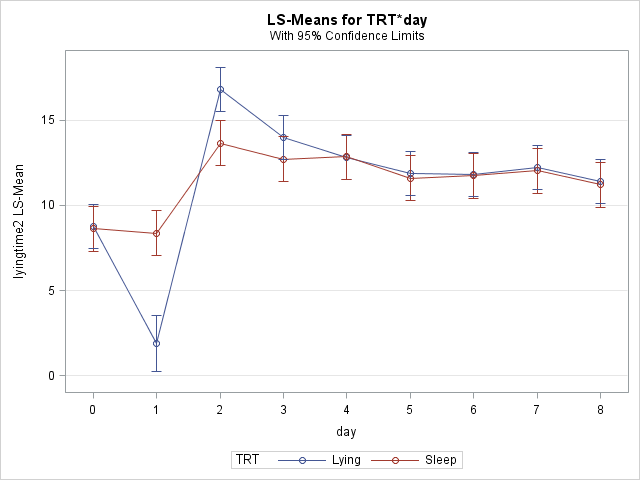 LS-Means for TRT*day
With 95% Confidence Limits
lyingtime2 LS-Mean
15
10
5
0
0 1 2 3 4 5 6 7 8
day
TRT Lying Sleep